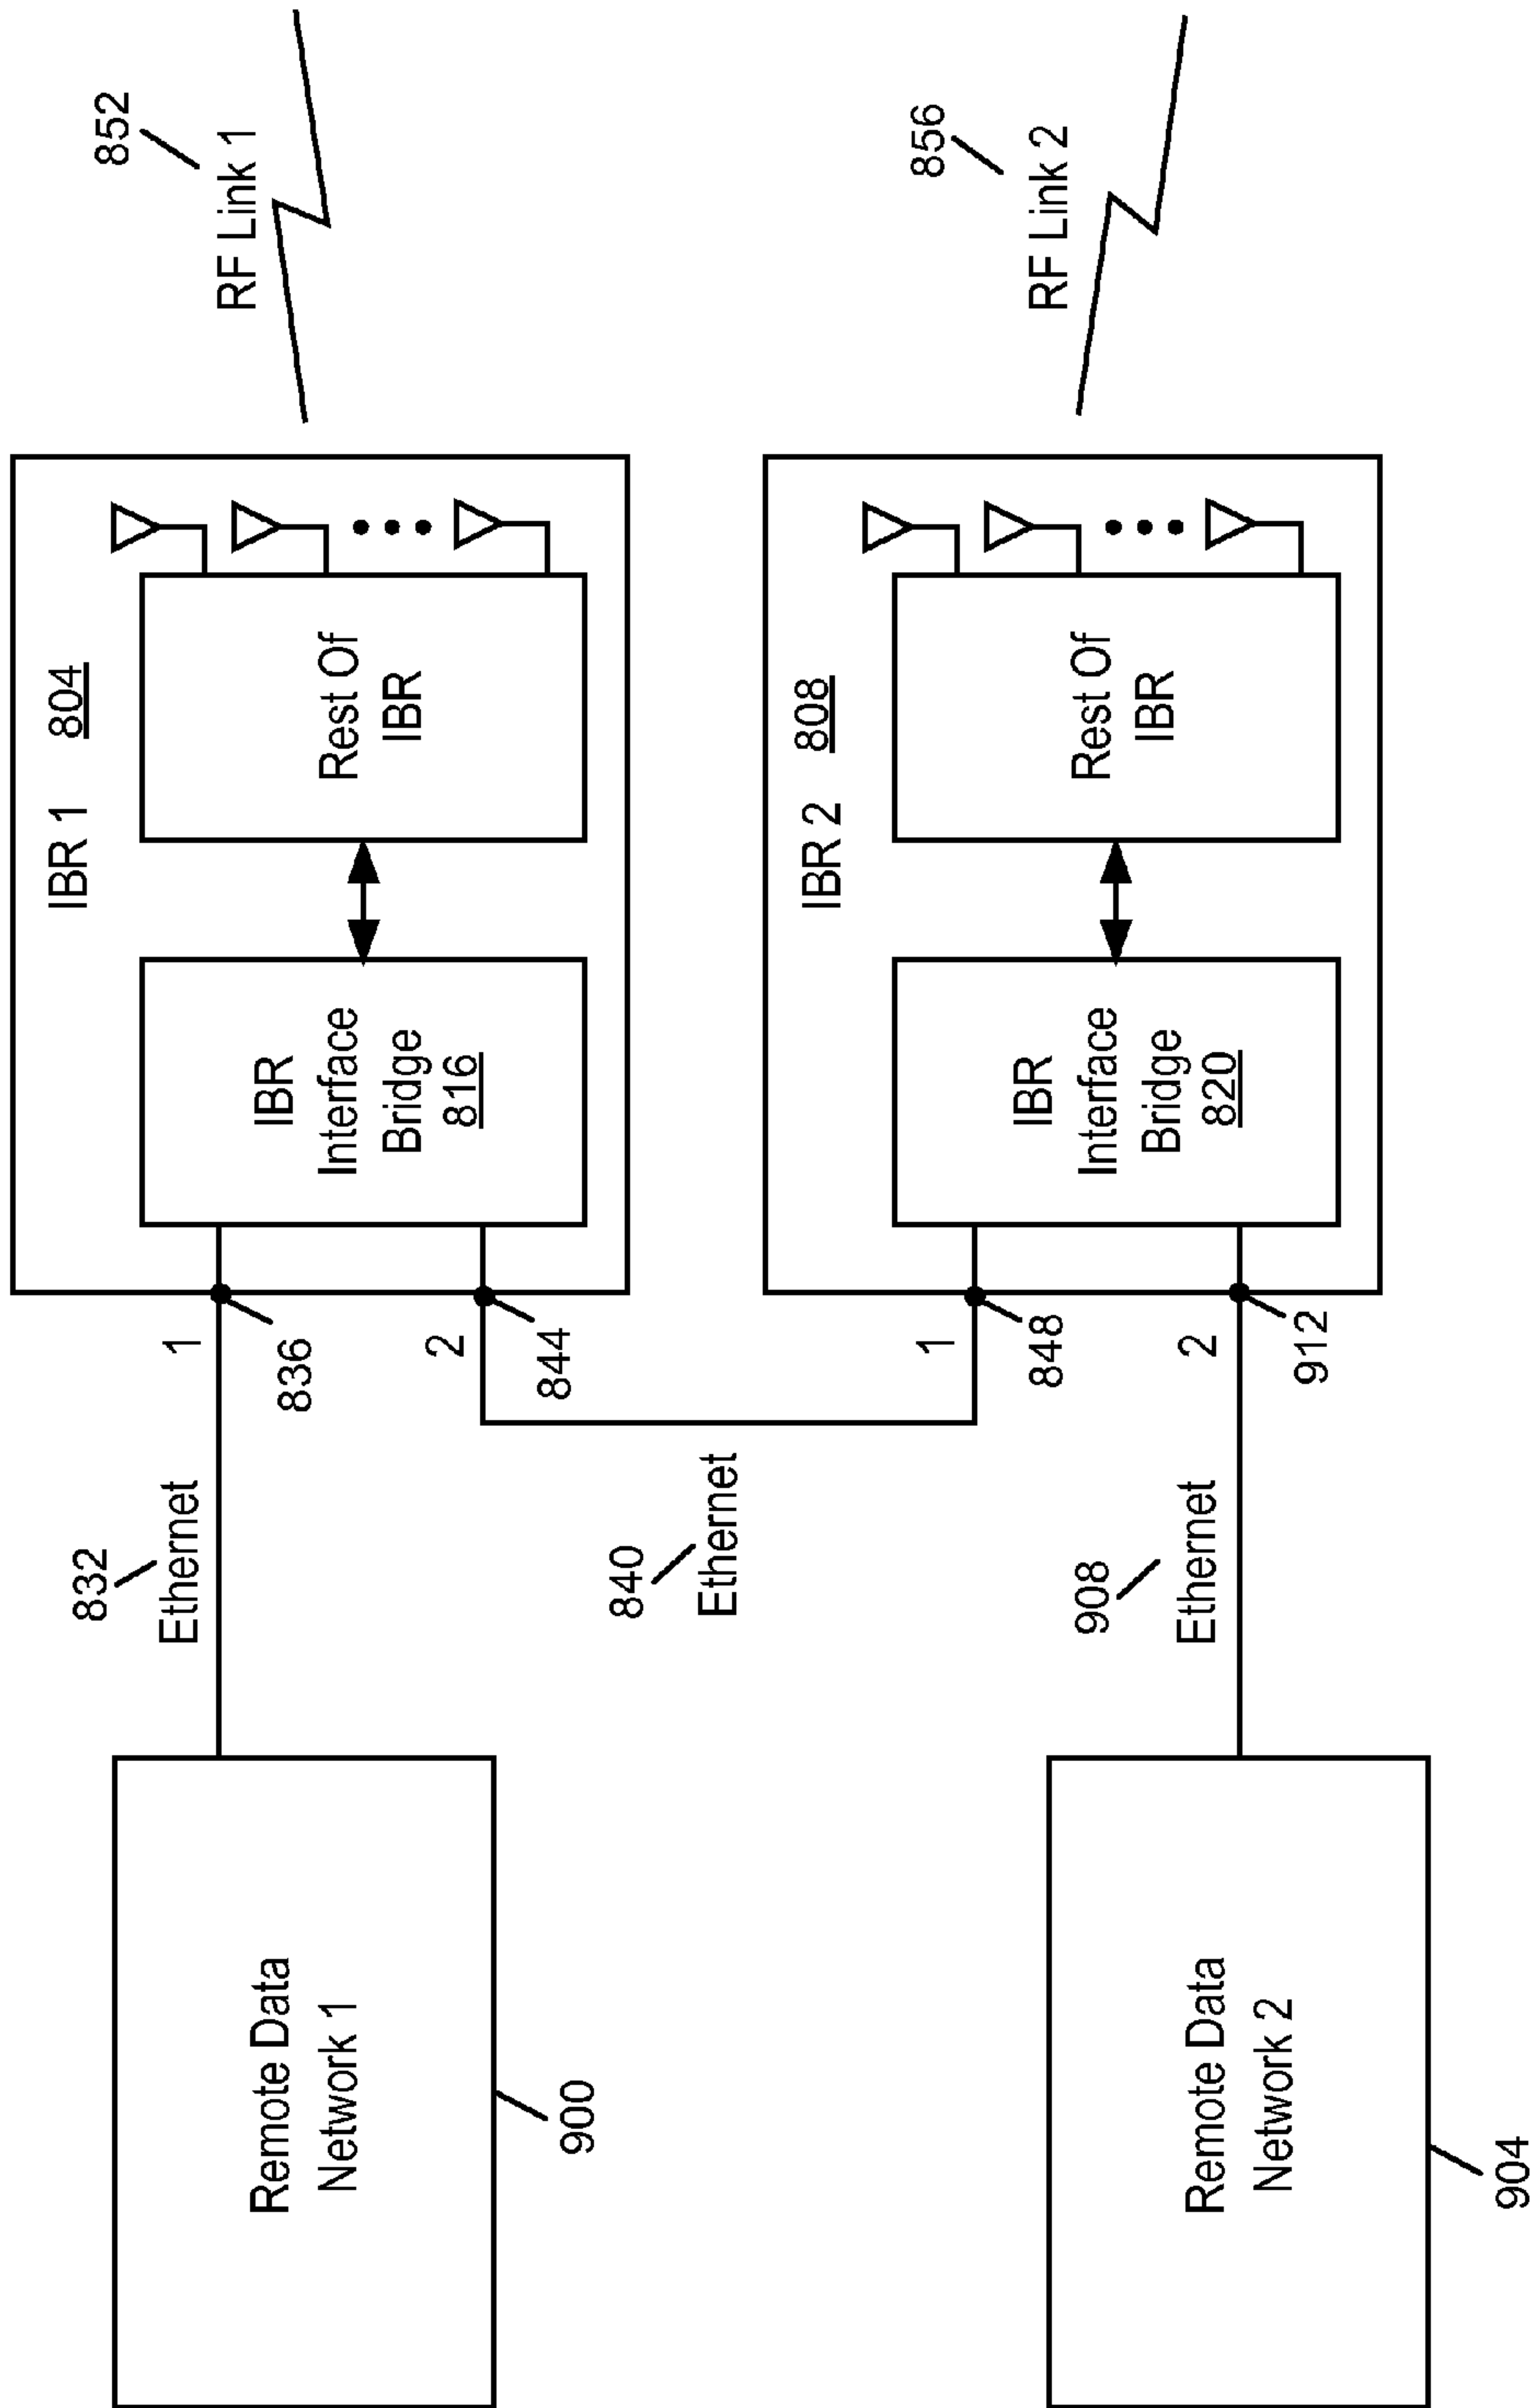 852
RF Link 1
IBR 1 804
Rest Of
IBR
IBR
Interface
Bridge
816
1
836
2
844
832
Ethernet
Remote Data
Network 1
900
840
Ethernet
856
RF Link 2
IBR 2 808
Rest Of
IBR
IBR
Interface
Bridge
820
1
848
2
912
908
Ethernet
Remote Data
Network 2
904